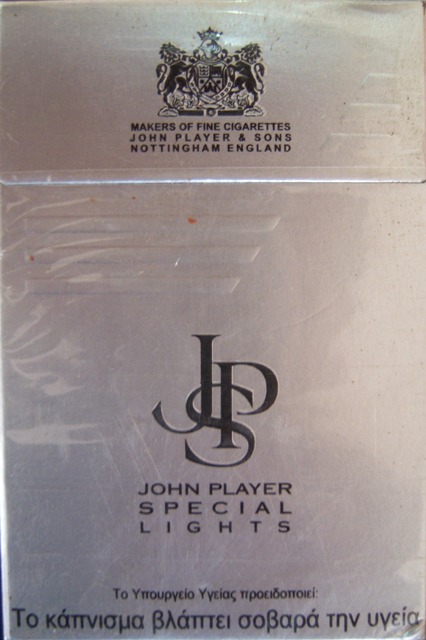 MAKERS OF FINE CIGARETTES
JOHN PLAYER & SONS
NOTTINGHAM ENGLAND
JPS
JOHN PLAYER
SPECIAL
LIGHTS
Το Υπουργείο Υγείας προειδοποιεί:
Το κάπνισμα βλάπτει σοβαρά την υγεία